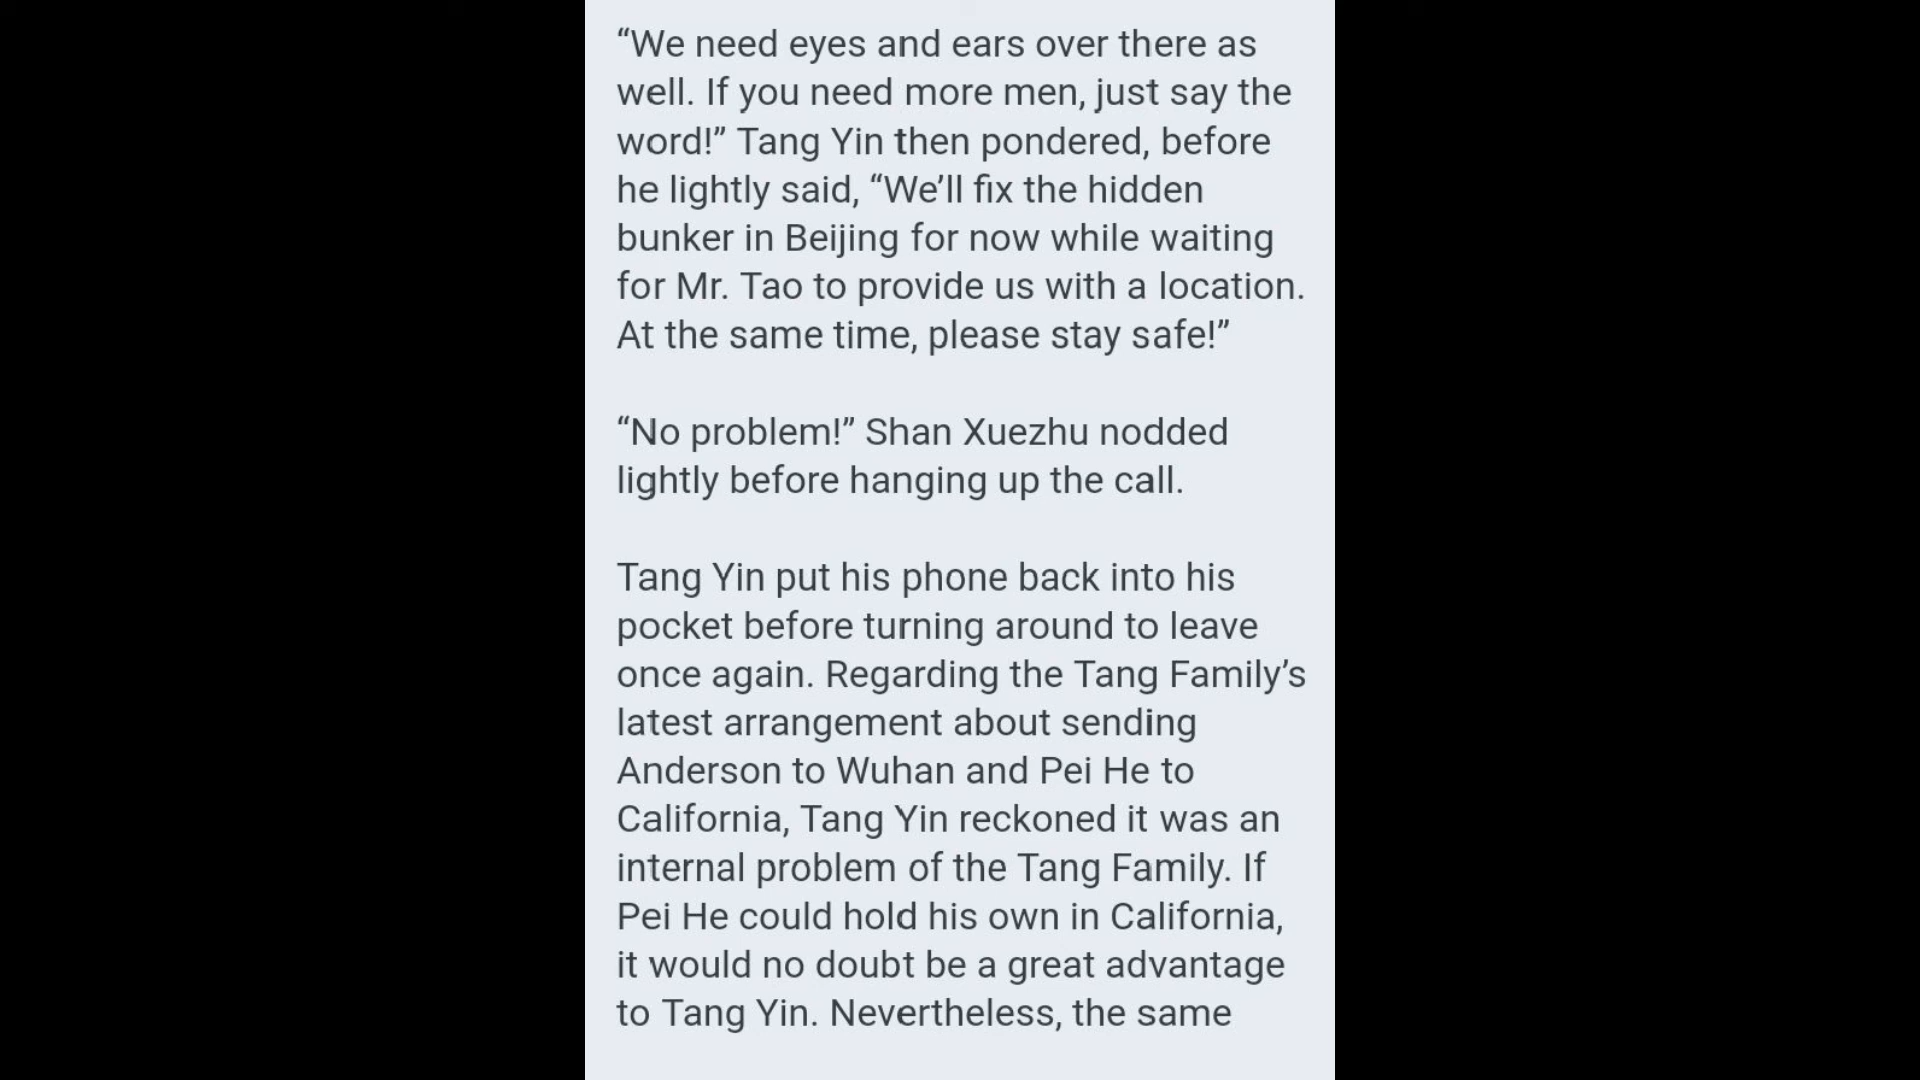 “We need eyes and ears over there as
well. If you need more men, just say the
word!” Tang Yin then pondered, before
he lightly said, “We’ll fix the hidden
bunker in Beijing for now while waiting
for Mr. Tao to provide us with a location.
At the same time, please stay safe!”
“No problem!” Shan Xuezhu nodded
lightly before hanging up the call.
Tang Yin put his phone back into his
pocket before turning around to leave
once again. Regarding the Tang Family’s
latest arrangement about sending
Anderson to Wuhan and Pei He to
California, Tang Yin reckoned it was an
internal problem of the Tang Family. If
Pei He could hold his own in California,
it would no doubt be a great advantage
to Tang Yin. Nevertheless, the same